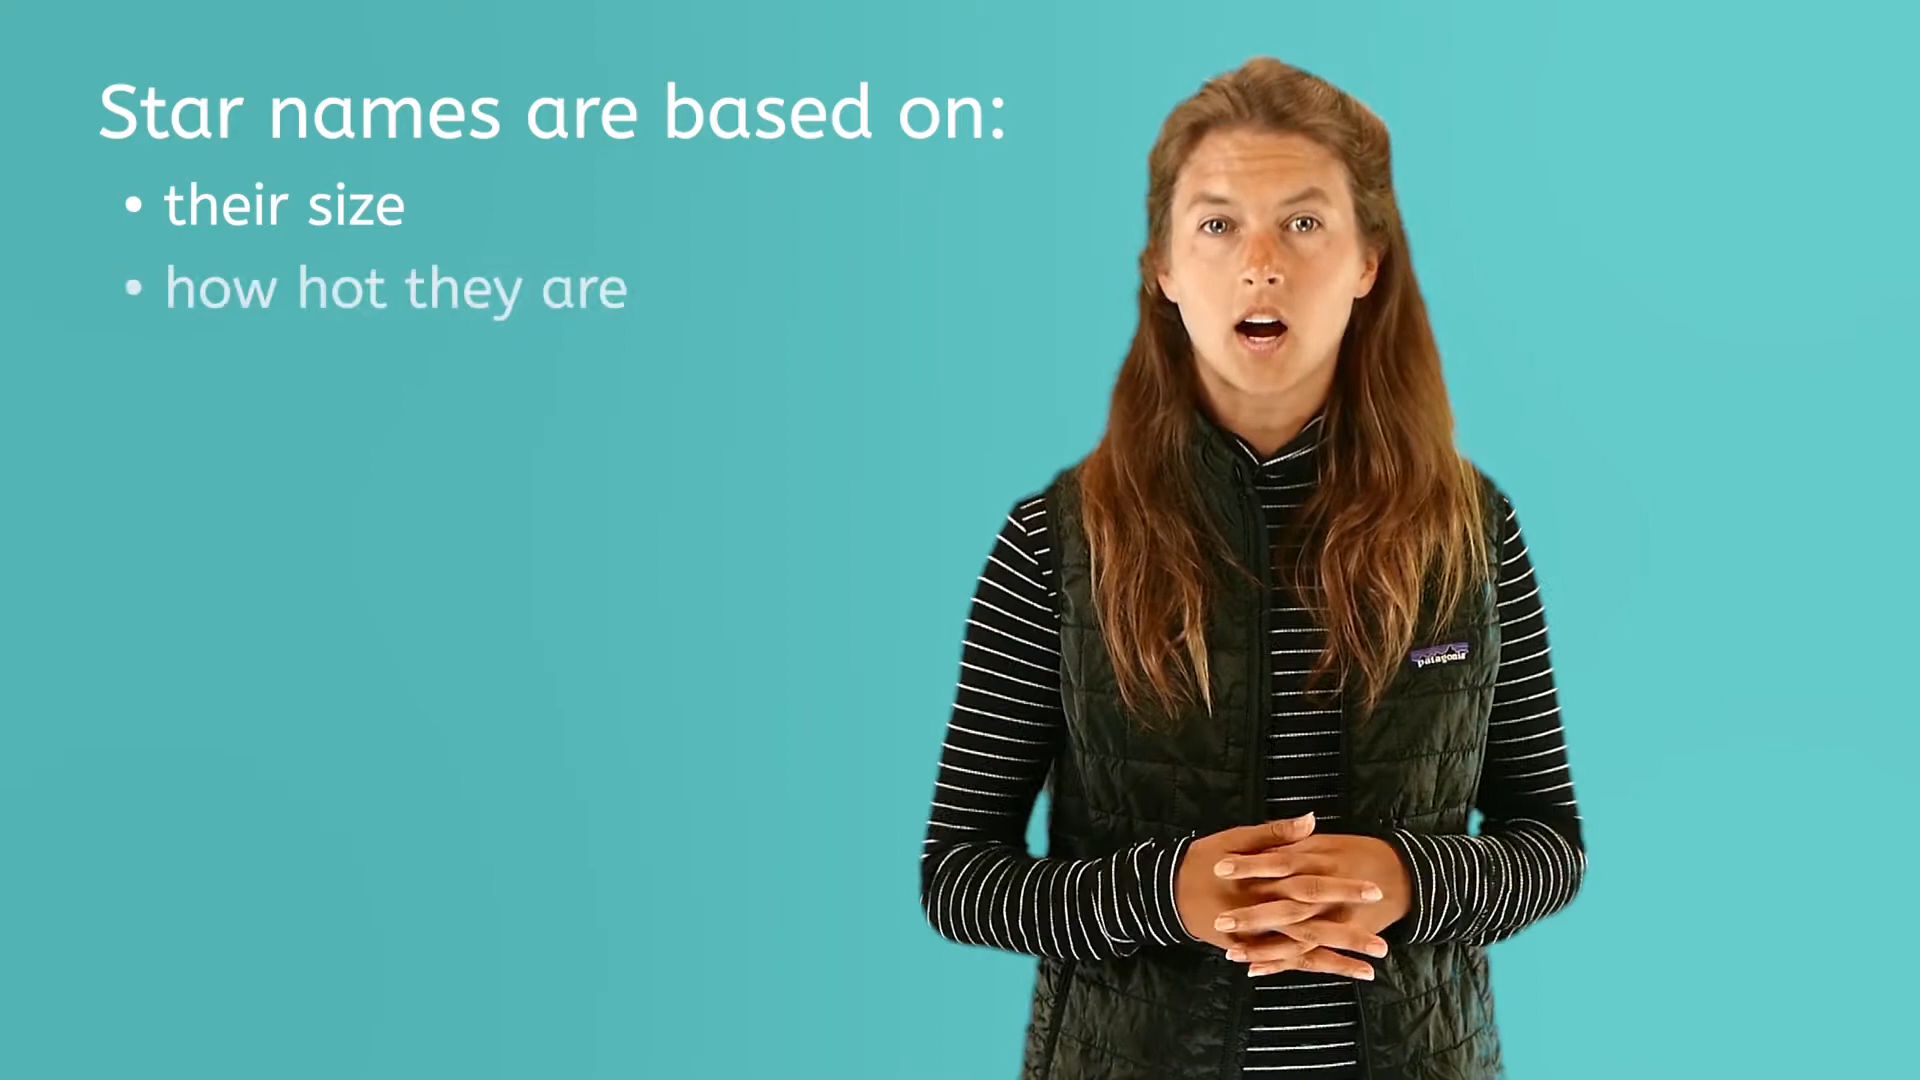 Star names are based on:
• their size
• how hot they are
patagonia